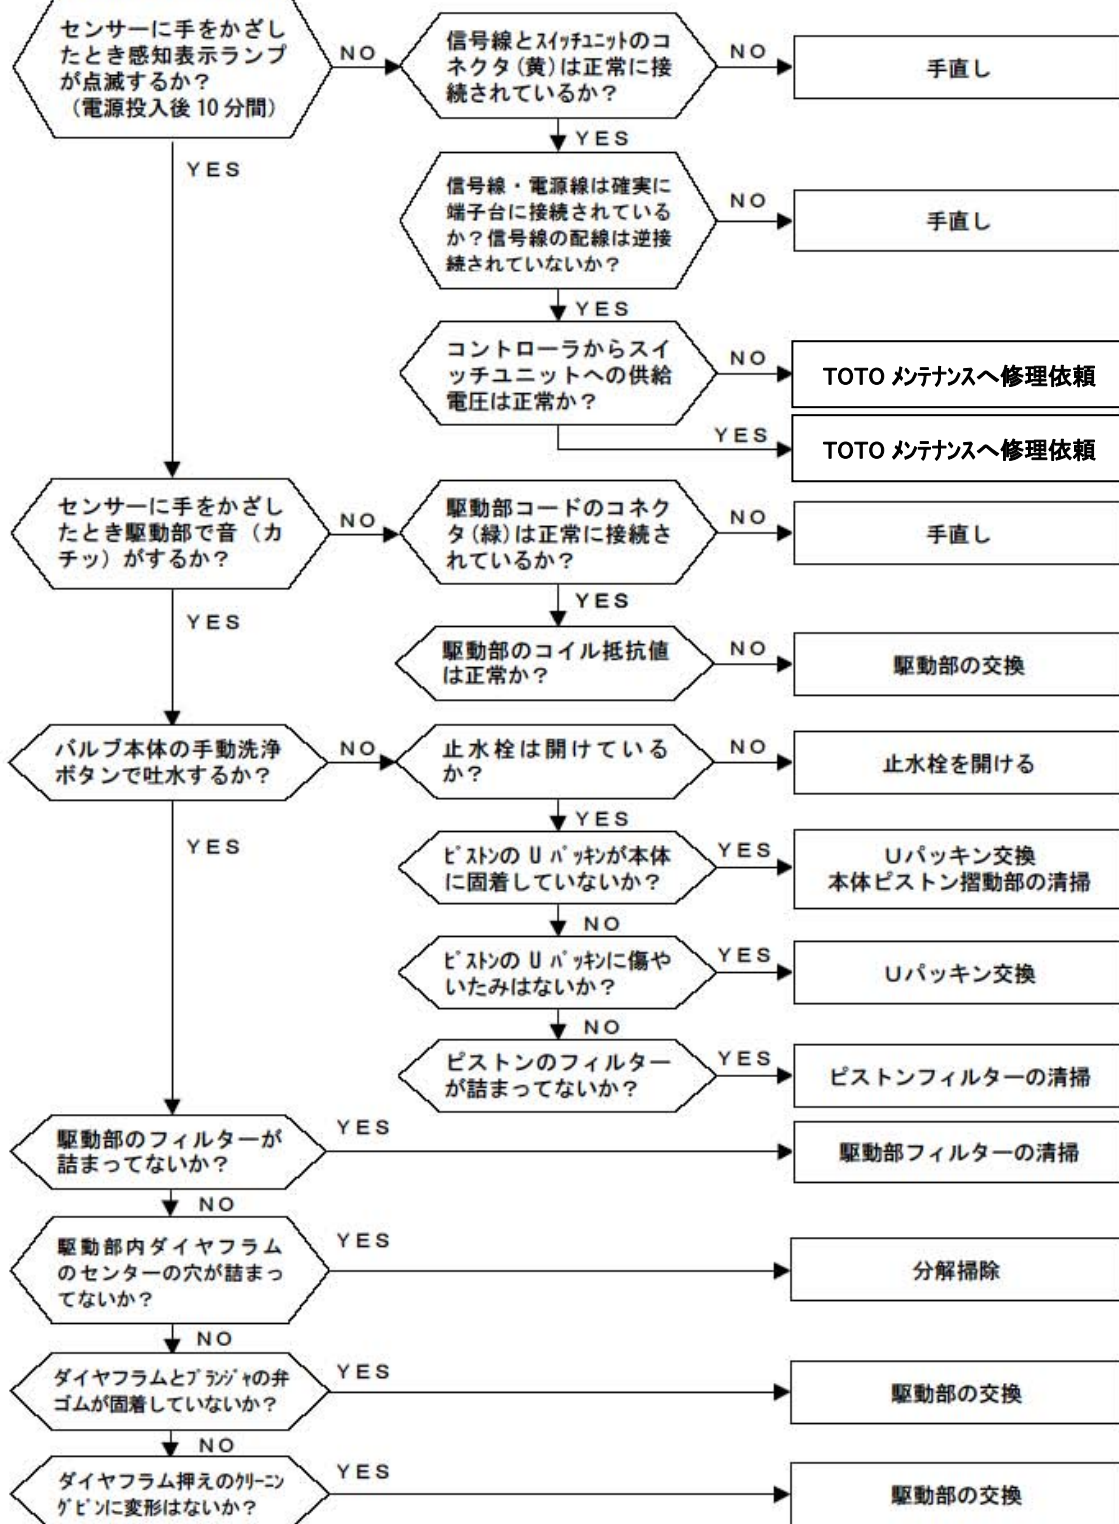 センサーに手をかざし
たとき感知表示ランプ
が点滅するか？
（電源投入後10分間）
NO
信号線とｽｲｯﾁﾕﾆｯﾄのコ
ネクタ(黄)は正常に接
続されているか？
NO
手直し
YES
YES
信号線・電源線は確実に
端子台に接続されている
か？信号線の配線は逆接
続されていないか？
NO
手直し
YES
コントローラからスイ
ッチユニットへの供給
電圧は正常か？
NO
TOTO ﾒﾝﾃﾅﾝｽへ修理依頼
YES
TOTO ﾒﾝﾃﾅﾝｽへ修理依頼
センサーに手をかざし
たとき駆動部で音（カ
チッ）がするか？
NO
駆動部コードのコネク
タ(緑)は正常に接続さ
れているか？
NO
手直し
YES
YES
駆動部のコイル抵抗値
は正常か？
NO
駆動部の交換
バルブ本体の手動洗浄
ボタンで吐水するか？
NO
止水栓は開けている
か？
NO
止水栓を開ける
YES
YES
ﾋﾟｽﾄﾝの U ﾊﾟｯｷﾝが本体
に固着していないか？
YES
Uパッキン交換
本体ピストン摺動部の清掃
NO
ﾋﾟｽﾄﾝの U ﾊﾟｯｷﾝに傷や
いたみはないか？
YES
Uパッキン交換
NO
ピストンのフィルター
が詰まってないか？
YES
ピストンフィルターの清掃
駆動部のフィルターが
詰まってないか？
YES
駆動部フィルターの清掃
NO
駆動部内ダイヤフラム
のセンターの穴が詰まっ
てないか？
YES
分解掃除
NO
ダイヤフラムとﾌﾟﾗﾝｼﾞｬの弁
ゴムが固着していないか？
YES
駆動部の交換
NO
ダイヤフラム押えのｸﾘｰﾆﾝ
ｸﾞﾋﾟﾝに変形はないか？
YES
駆動部の交換